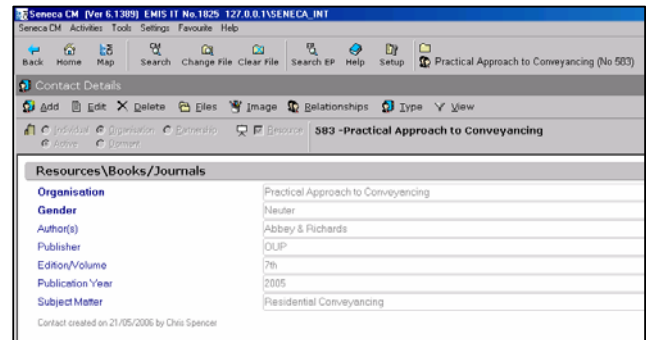 Seneca CM [Ver 6.1389] EMIS IT No.1825 127.0.0.1\SENECA_INT
Seneca CM Activities Tools Settings Favourite Help
Back Home Map Search Change File Clear File Search EP Help Setup Practical Approach to Conveyancing (No 583)
Contact Details
Add Edit Delete Files Image Relationships Type View
Individual Organisation Partnership Resource 583 -Practical Approach to Conveyancing
Active Dormant
Resources\Books/Journals
Organisation Practical Approach to Conveyancing
Gender Neuter
Author(s) Abbey & Richards
Publisher OUP
Edition/Volume 7th
Publication Year 2005
Subject Matter Residential Conveyancing
Contact created on 21/05/2006 by Chris Spencer